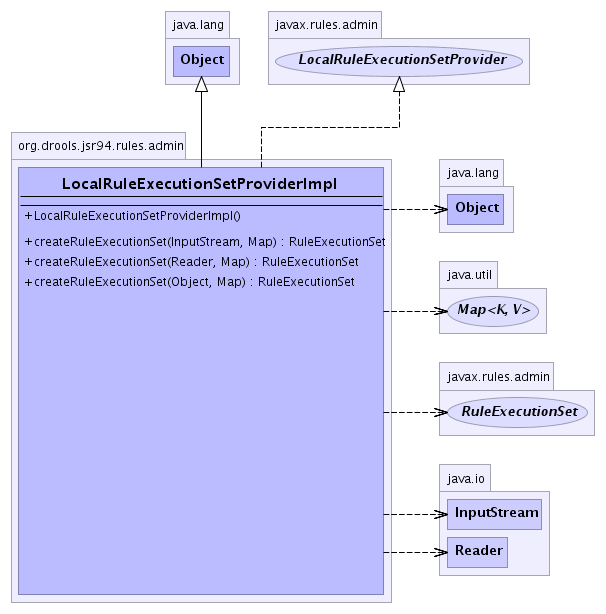 java.lang
Object
javax.rules.admin
LocalRuleExecutionSetProvider
org.drools.jsr94.rules.admin
LocalRuleExecutionSetProviderImpl
+ LocalRuleExecutionSetProviderImpl()
+ createRuleExecutionSet(InputStream, Map) : RuleExecutionSet
+ createRuleExecutionSet(Reader, Map) : RuleExecutionSet
+ createRuleExecutionSet(Object, Map) : RuleExecutionSet
java.lang
Object
java.util
Map<K, V>
javax.rules.admin
RuleExecutionSet
java.io
InputStream
Reader